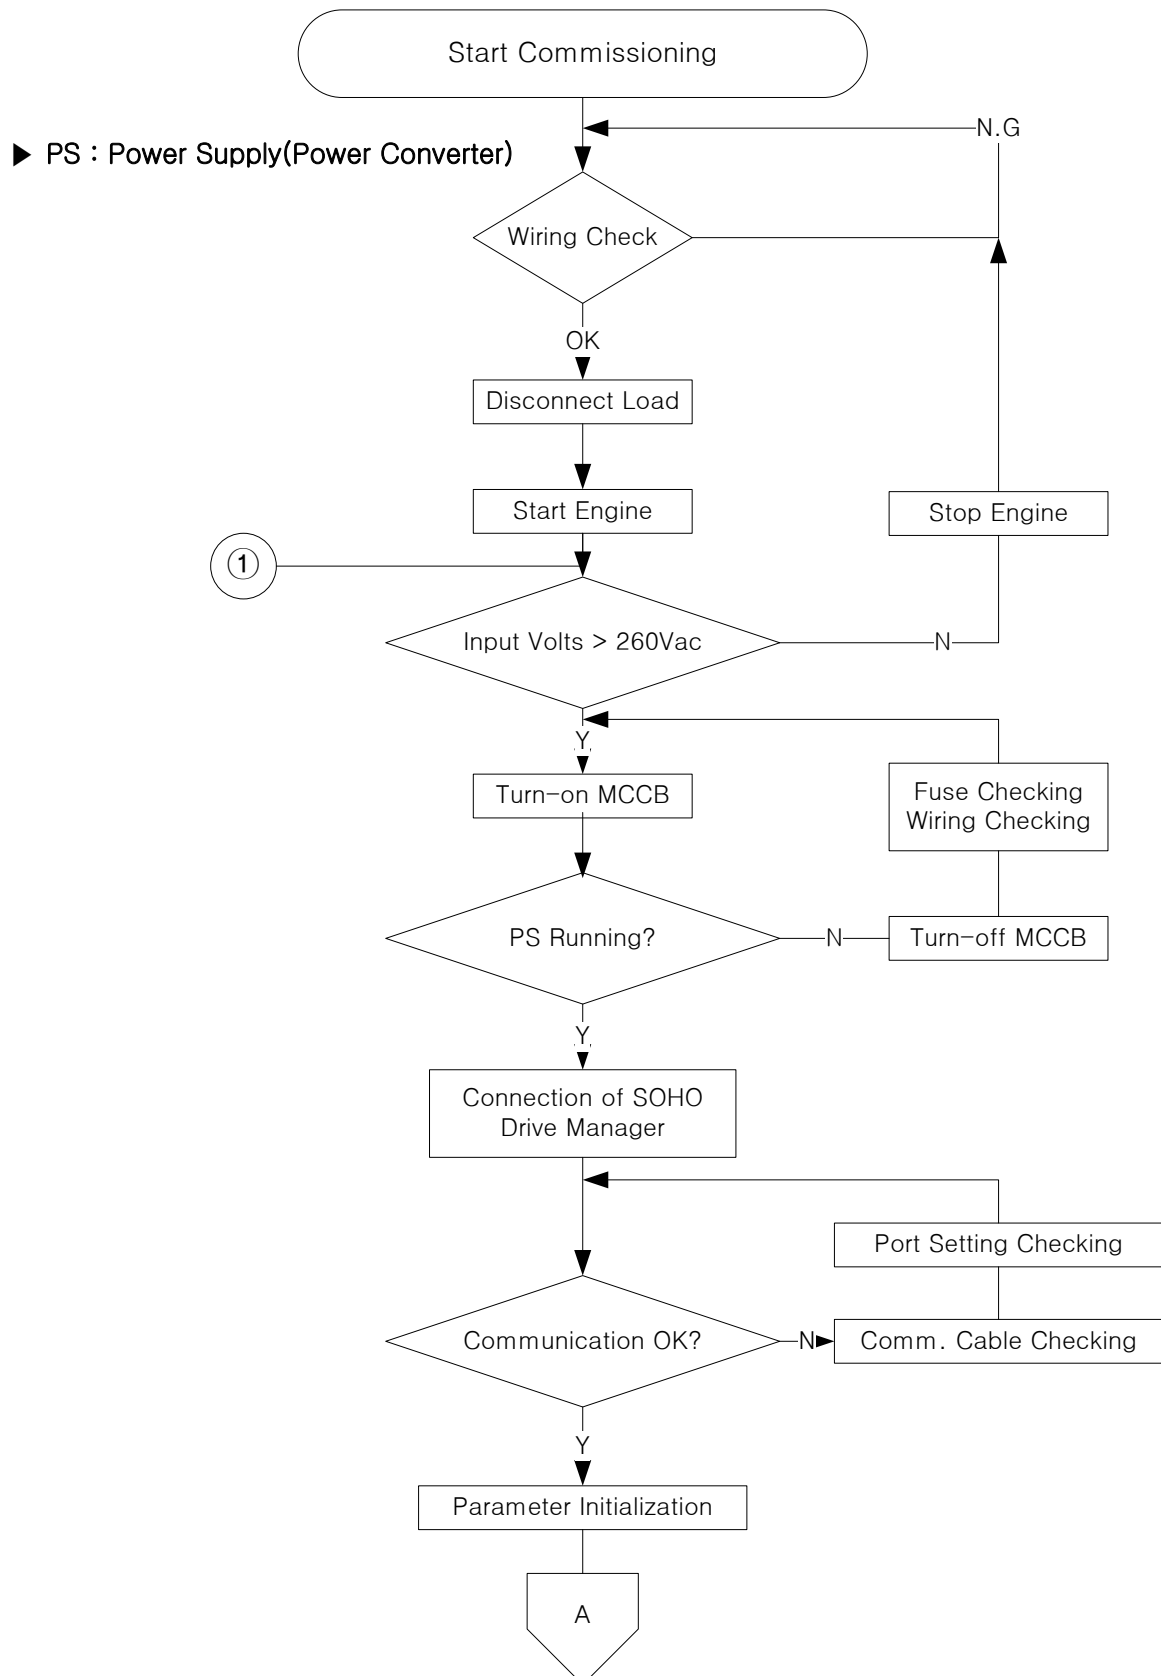 Start Commissioning
N.G
▶ PS : Power Supply(Power Converter)
Wiring Check
OK
Disconnect Load
Start Engine
Stop Engine
①
Input Volts > 260Vac
N
Y
Turn-on MCCB
Fuse Checking
Wiring Checking
PS Running?
N
Turn-off MCCB
Y
Connection of SOHO
Drive Manager
Port Setting Checking
Communication OK?
N
Comm. Cable Checking
Y
Parameter Initialization
A